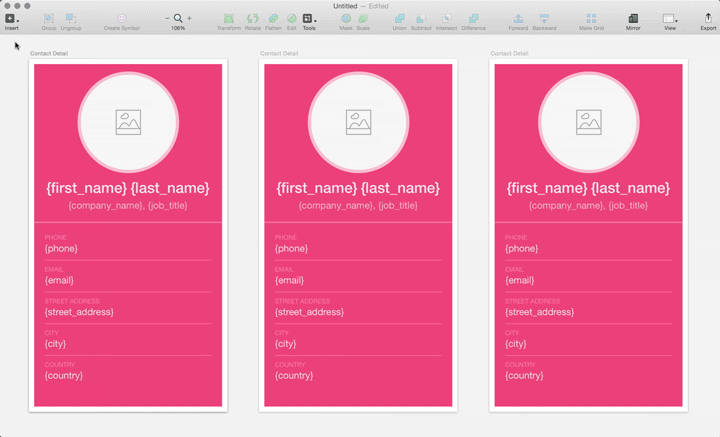 Untitled — Edited
Insert
Group
Ungroup
Create Symbol
106%
Transform
Rotate
Flatten
Edit
Tools
Mask
Scale
Union
Subtract
Intersect
Difference
Forward
Backward
Make Grid
Mirror
View
Export
Contact Detail
{first_name} {last_name}
{company_name}, {job_title}
PHONE
{phone}
EMAIL
{email}
STREET ADDRESS
{street_address}
CITY
{city}
COUNTRY
{country}
Contact Detail
{first_name} {last_name}
{company_name}, {job_title}
PHONE
{phone}
EMAIL
{email}
STREET ADDRESS
{street_address}
CITY
{city}
COUNTRY
{country}
Contact Detail
{first_name} {last_name}
{company_name}, {job_title}
PHONE
{phone}
EMAIL
{email}
STREET ADDRESS
{street_address}
CITY
{city}
COUNTRY
{country}